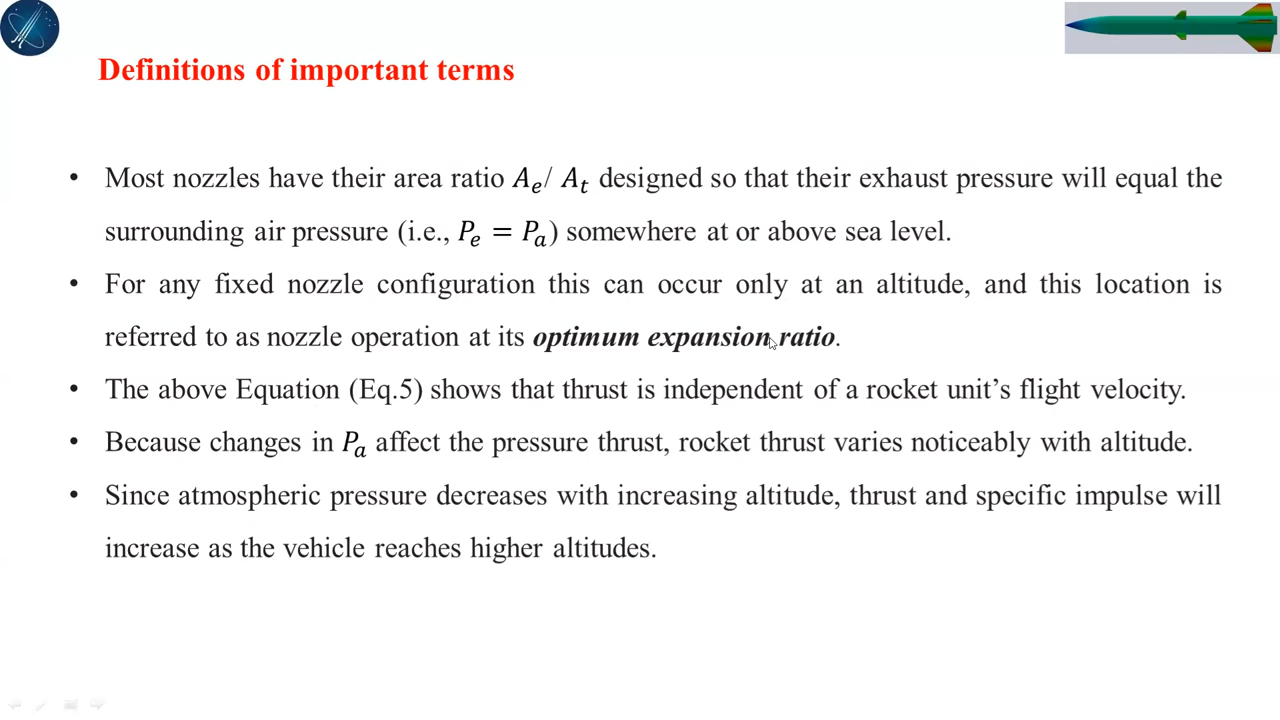 Definitions of important terms
• Most nozzles have their area ratio Aₑ/ Aₜ designed so that their exhaust pressure will equal the
surrounding air pressure (i.e., Pₑ = Pₐ) somewhere at or above sea level.
• For any fixed nozzle configuration this can occur only at an altitude, and this location is
referred to as nozzle operation at its optimum expansion ratio.
• The above Equation (Eq.5) shows that thrust is independent of a rocket unit’s flight velocity.
• Because changes in Pₐ affect the pressure thrust, rocket thrust varies noticeably with altitude.
• Since atmospheric pressure decreases with increasing altitude, thrust and specific impulse will
increase as the vehicle reaches higher altitudes.